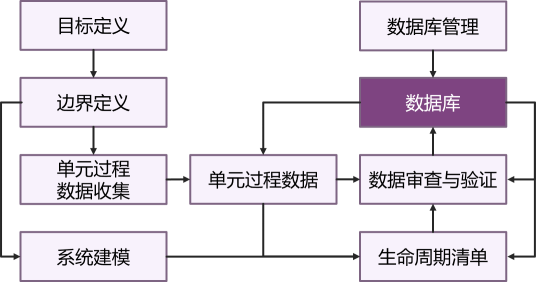 目标定义
数据库管理
边界定义
数据库
单元过程
数据收集
单元过程数据
数据审查与验证
系统建模
生命周期清单